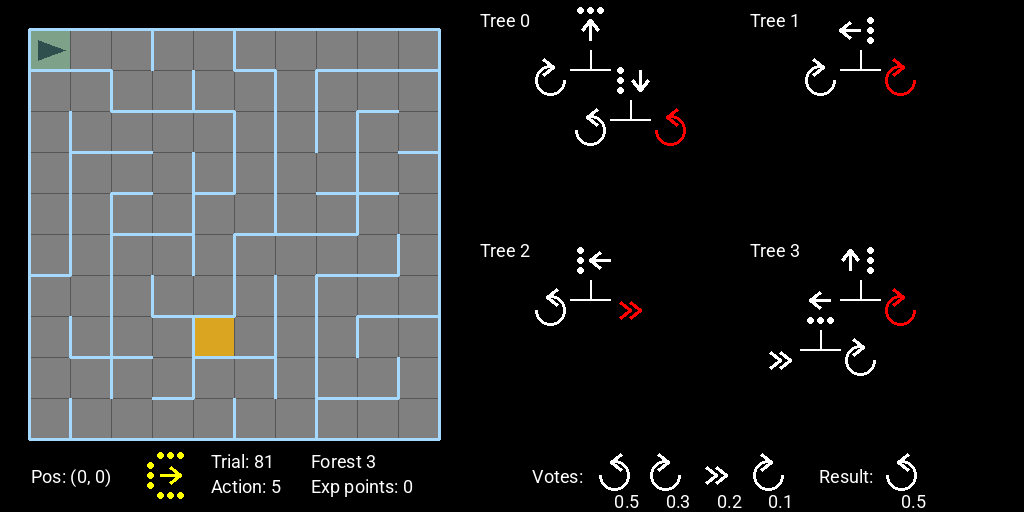 Tree 0
Tree 1
Tree 2
Tree 3
Pos: (0, 0)
Trial: 81
Forest 3
Action: 5
Exp points: 0
Votes:
0.5
0.3
0.2
0.1
Result:
0.5